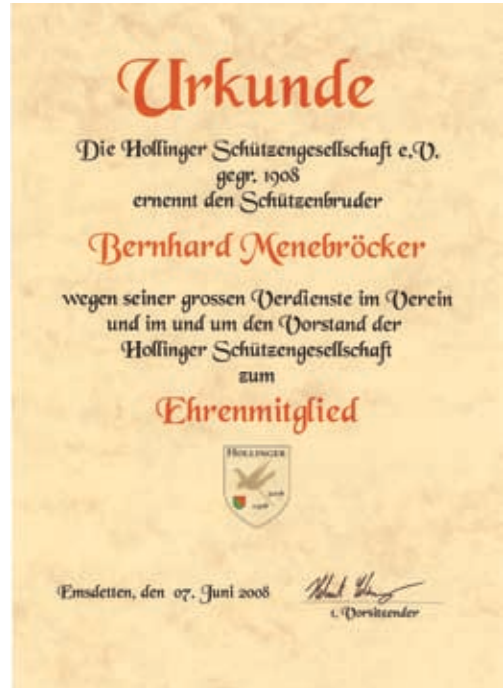 Urkunde
Die Hollinger Schützengesellschaft e.V.
gegr. 1908
ernennt den Schützenbruder
Bernhard Menebröcker
wegen seiner grossen Verdienste im Verein
und im und um den Vorstand der
Hollinger Schützengesellschaft
zum
Ehrenmitglied
HOLLINGER
Emsdetten, den 07. Juni 2008
1. Vorsitzender